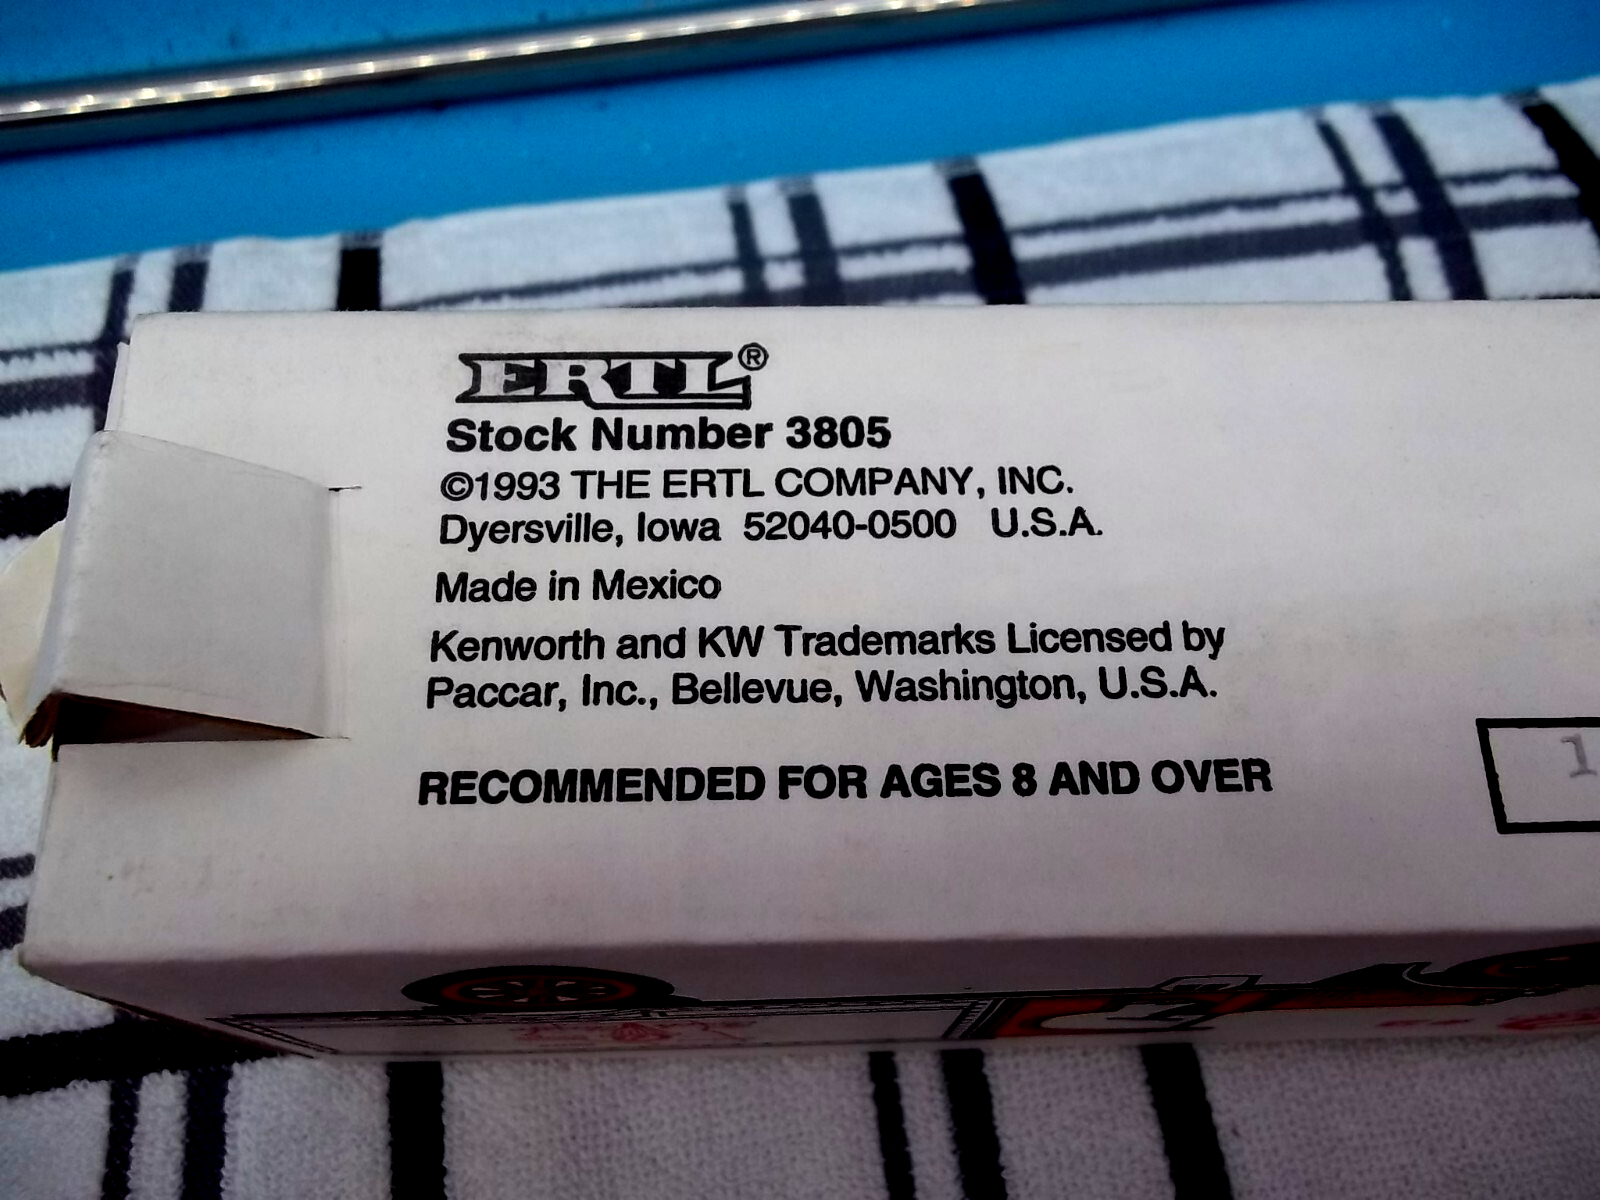 ERTL®
Stock Number 3805
©1993 THE ERTL COMPANY, INC.
Dyersville, Iowa 52040-0500 U.S.A.
Made in Mexico
Kenworth and KW Trademarks Licensed by
Paccar, Inc., Bellevue, Washington, U.S.A.
RECOMMENDED FOR AGES 8 AND OVER
1